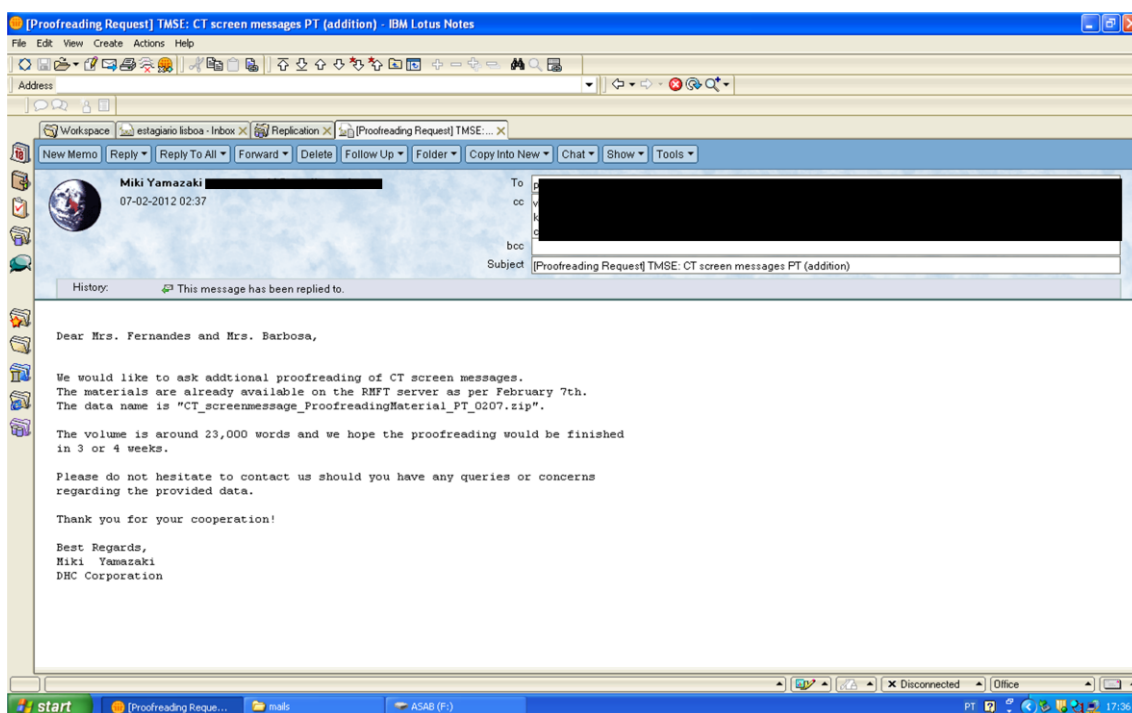 [Proofreading Request] TMSE: CT screen messages PT (addition) - IBM Lotus Notes
File Edit View Create Actions Help
Address
Workspace estagiario lisboa - Inbox Replication [Proofreading Request] TMSE:...
New Memo Reply Reply To All Forward Delete Follow Up Folder Copy Into New Chat Show Tools
Miki Yamazaki To p
07-02-2012 02:37 cc v
k
c
bcc
Subject [Proofreading Request] TMSE: CT screen messages PT (addition)
History: This message has been replied to.
Dear Mrs. Fernandes and Mrs. Barbosa,
We would like to ask addtional proofreading of CT screen messages.
The materials are already available on the RMFT server as per February 7th.
The data name is "CT_screenmessage_ProofreadingMaterial_PT_0207.zip".
The volume is around 23,000 words and we hope the proofreading would be finished
in 3 or 4 weeks.
Please do not hesitate to contact us should you have any queries or concerns
regarding the provided data.
Thank you for your cooperation!
Best Regards,
Miki Yamazaki
DHC Corporation
Disconnected Office
start [Proofreading Reque... mails ASAB (F:) PT 17:36